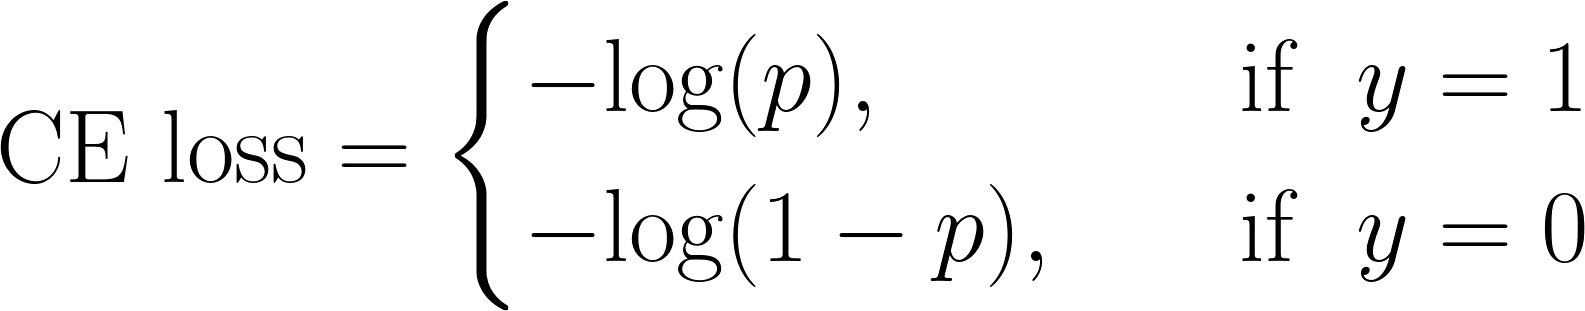 CE loss = { −log(p), if y = 1
−log(1 − p), if y = 0